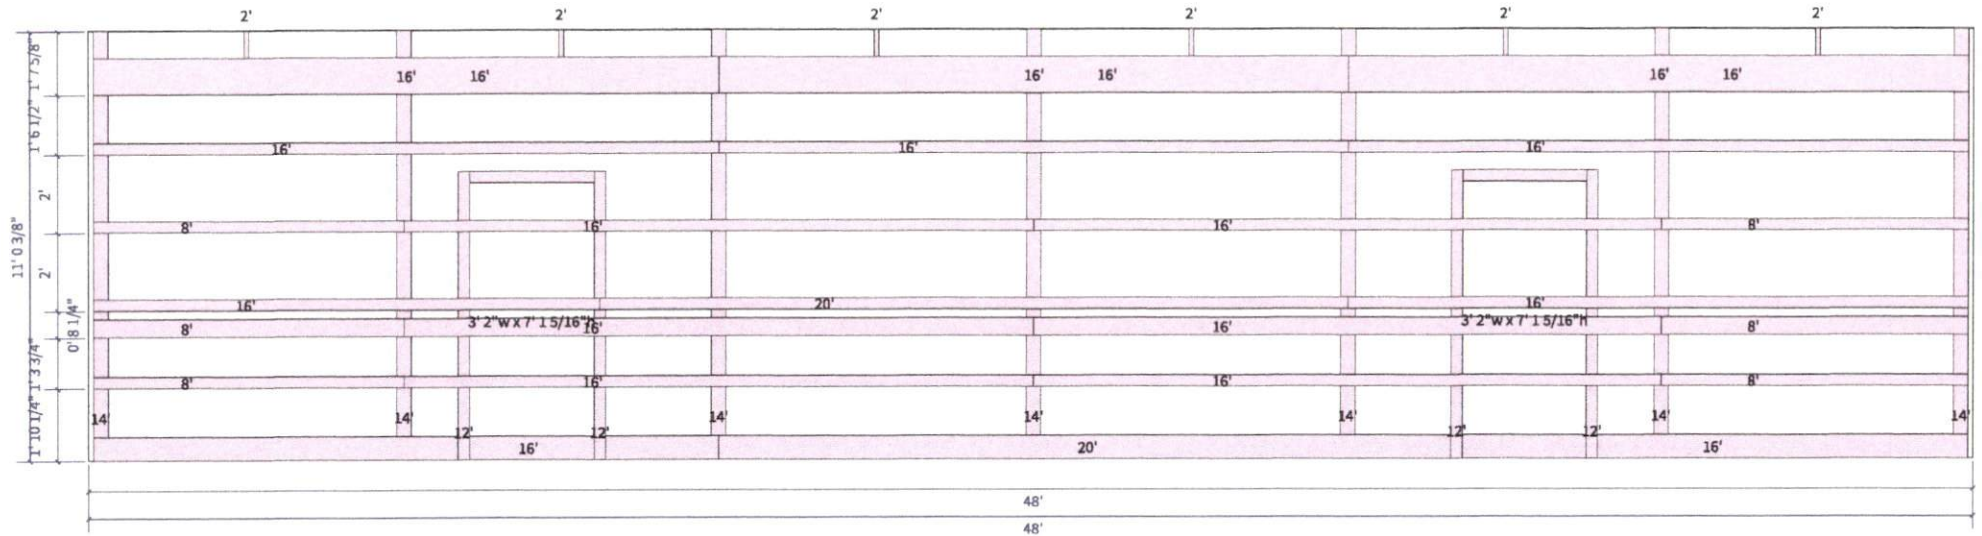 2' 2' 2' 2' 2' 2'
1' 7 5/8"
16' 16' 16' 16' 16' 16'
1' 6 1/2"
16' 16' 16'
2'
8' 16' 16' 8'
11' 0 3/8"
2'
16' 20' 16'
0' 8 1/4"
3' 2"w x 7' 1 5/16"h 3' 2"w x 7' 1 5/16"h
8' 16' 16' 8'
1' 3 3/4"
8' 16' 16' 8'
1' 10 1/4"
14' 14' 14' 14' 14' 14' 14'
12' 12' 12' 12'
16' 20' 16'
48'
48'